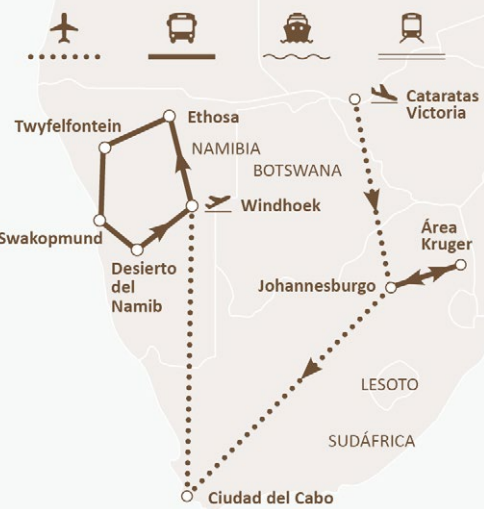 Cataratas
Victoria
Twyfelfontein
Ethosa
NAMIBIA
BOTSWANA
Windhoek
Swakopmund
Desierto
del
Namib
Área
Kruger
Johannesburgo
LESOTO
SUDÁFRICA
Ciudad del Cabo